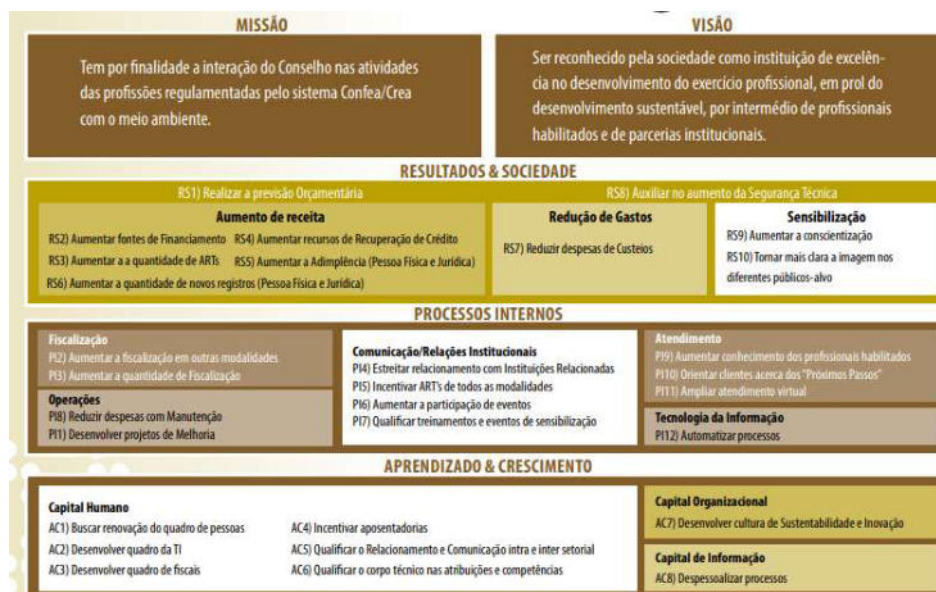 MISSÃO
Tem por finalidade a interação do Conselho nas atividades
das profissões regulamentadas pelo sistema Confea/Crea
com o meio ambiente.
VISÃO
Ser reconhecido pela sociedade como instituição de excelên-
cia no desenvolvimento do exercício profissional, em prol do
desenvolvimento sustentável, por intermédio de profissionais
habilitados e de parcerias institucionais.
RESULTADOS & SOCIEDADE
RS1) Realizar a previsão Orçamentária
RS8) Auxiliar no aumento da Segurança Técnica
Aumento de receita
RS2) Aumentar fontes de Financiamento RS4) Aumentar recursos de Recuperação de Crédito
RS3) Aumentar a a quantidade de ARTs RS5) Aumentar a Adimplência (Pessoa Física e Jurídica)
RS6) Aumentar a quantidade de novos registros (Pessoa Física e Jurídica)
Redução de Gastos
RS7) Reduzir despesas de Custeios
Sensibilização
RS9) Aumentar a conscientização
RS10) Tornar mais clara a imagem nos
diferentes públicos-alvo
PROCESSOS INTERNOS
Fiscalização
PI2) Aumentar a fiscalização em outras modalidades
PI3) Aumentar a quantidade de Fiscalização
Operações
PI8) Reduzir despesas com Manutenção
PI1) Desenvolver projetos de Melhoria
Comunicação/Relações Institucionais
PI4) Estreitar relacionamento com Instituições Relacionadas
PI5) Incentivar ART's de todos as modalidades
PI6) Aumentar a participação de eventos
PI7) Qualificar treinamentos e eventos de sensibilização
Atendimento
PI9) Aumentar conhecimento dos profissionais habilitados
PI10) Orientar clientes acerca dos "Próximos Passos"
PI11) Ampliar atendimento virtual
Tecnologia da Informação
PI12) Automatizar processos
APRENDIZADO & CRESCIMENTO
Capital Humano
AC1) Buscar renovação do quadro de pessoas
AC2) Desenvolver quadro da TI
AC3) Desenvolver quadro de fiscais
AC4) Incentivar aposentadorias
AC5) Qualificar o Relacionamento e Comunicação intra e inter setorial
AC6) Qualificar o corpo técnico nas atribuições e competências
Capital Organizacional
AC7) Desenvolver cultura de Sustentabilidade e Inovação
Capital de Informação
AC8) Despessoalizar processos